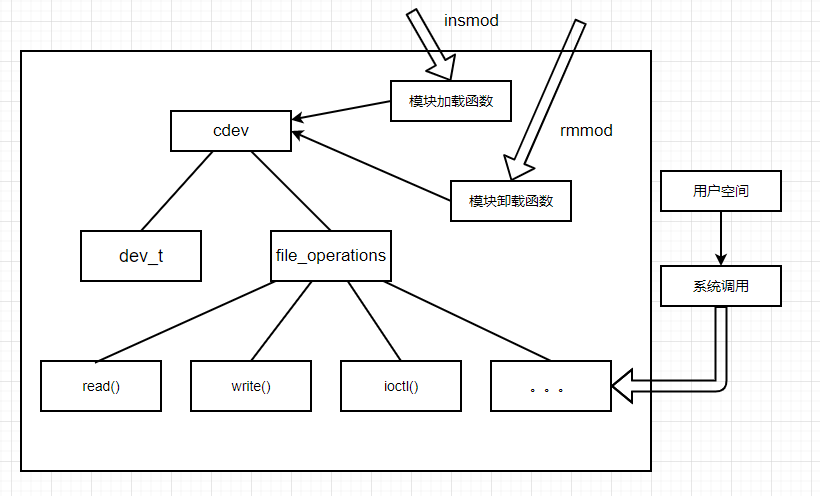 insmod
模块加载函数
cdev
rmmod
模块卸载函数
用户空间
dev_t
file_operations
系统调用
read()
write()
ioctl()
。。。